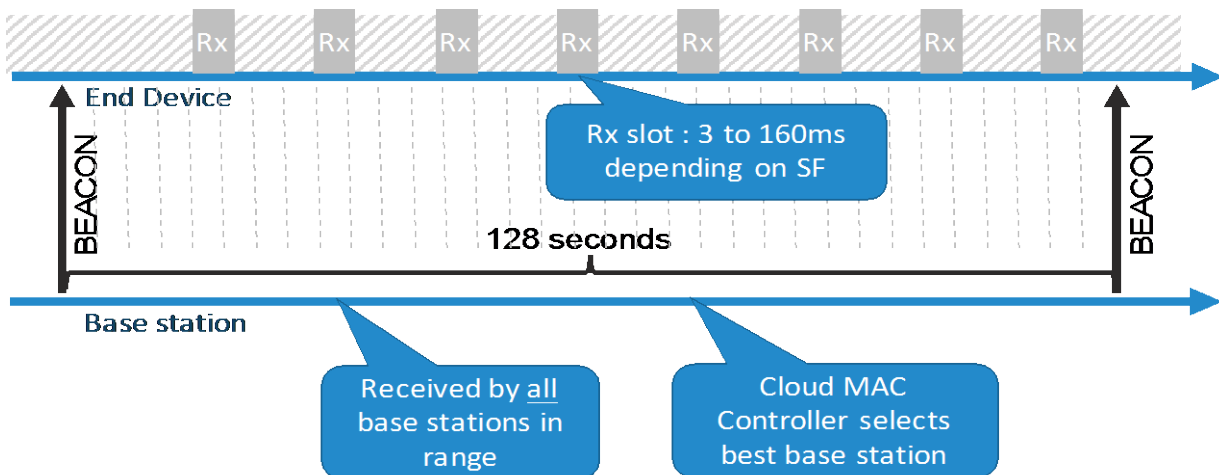 Rx Rx Rx Rx Rx Rx Rx Rx
End Device
BEACON
Rx slot : 3 to 160ms
depending on SF
BEACON
128 seconds
Base station
Received by all
base stations in
range
Cloud MAC
Controller selects
best base station